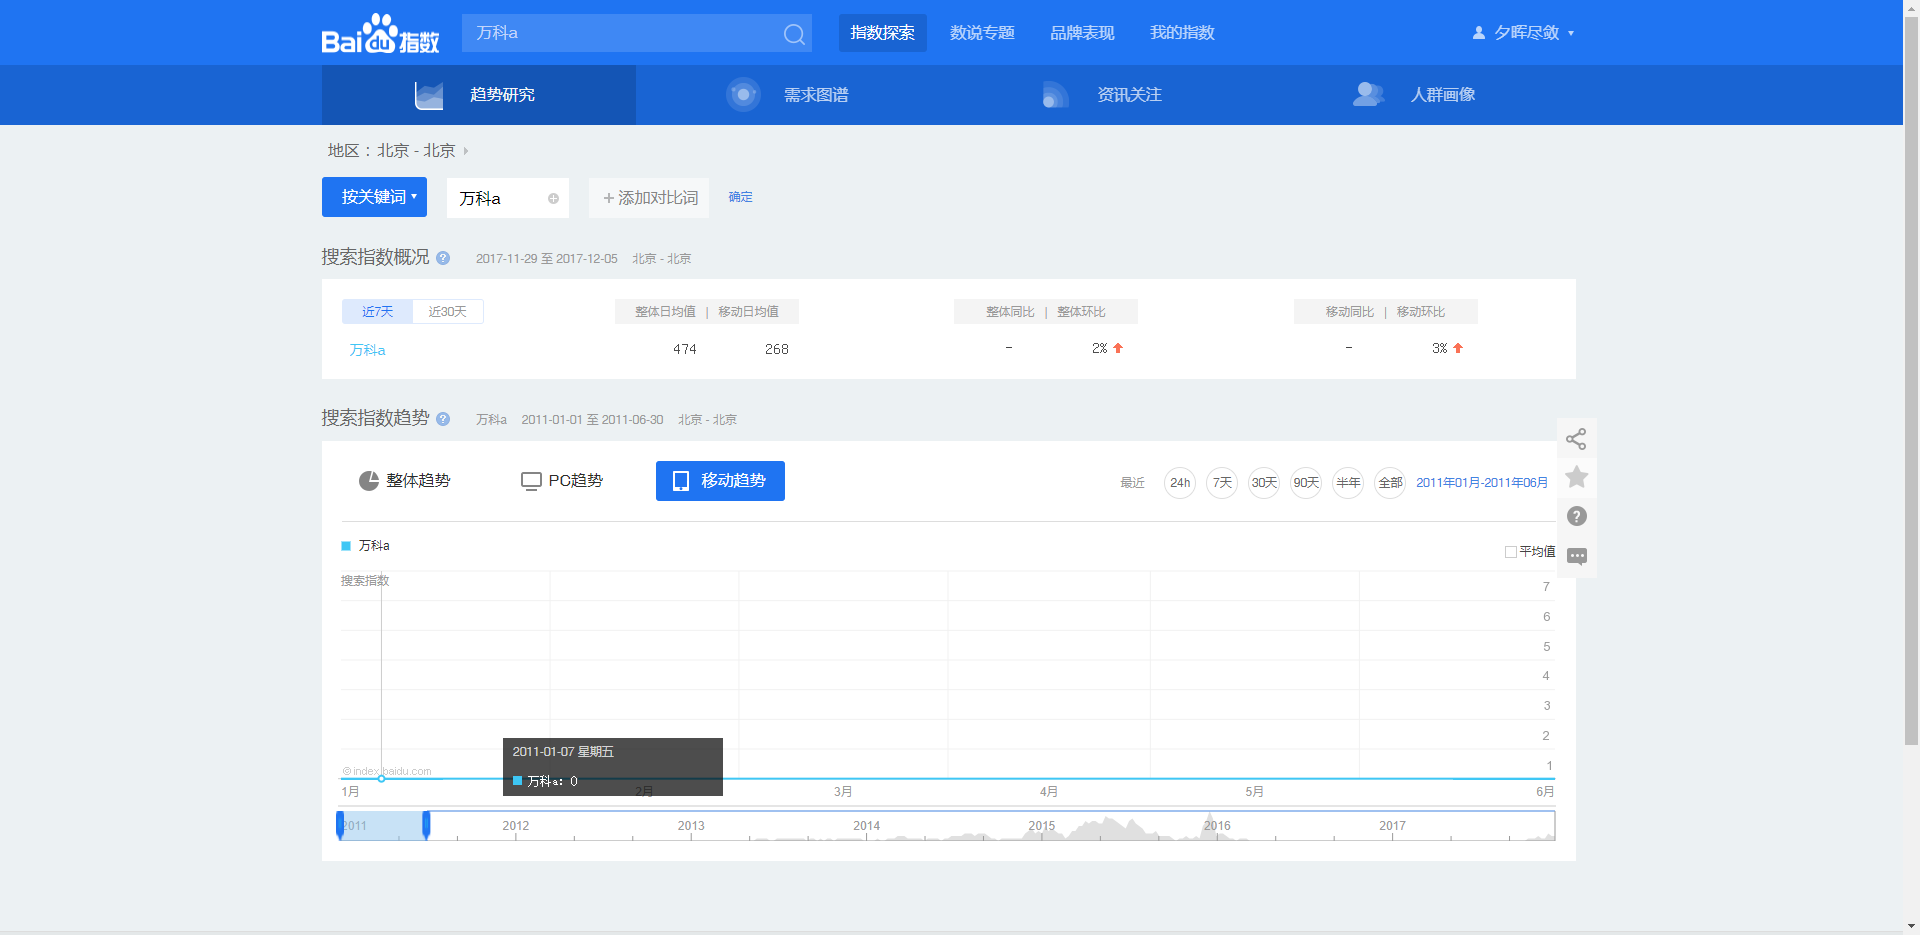 Baidu指数
万科a
指数探索
数说专题
品牌表现
我的指数
夕晖尽敛
趋势研究
需求图谱
资讯关注
人群画像
地区： 北京 - 北京
按关键词
万科a
+ 添加对比词
确定
搜索指数概况 ? 2017-11-29 至 2017-12-05 北京 - 北京
近7天 近30天
整体日均值 | 移动日均值
整体同比 | 整体环比
移动同比 | 移动环比
万科a 474 268 - 2% - 3%
搜索指数趋势 ? 万科a 2011-01-01 至 2011-06-30 北京 - 北京
整体趋势
PC趋势
移动趋势
最近 24h 7天 30天 90天 半年 全部 2011年01月-2011年06月
?
万科a
平均值
搜索指数
7
6
5
4
3
2
1
2011-01-07 星期五
万科a: 0
©index.baidu.com
1月 2月 3月 4月 5月 6月
2011 2012 2013 2014 2015 2016 2017